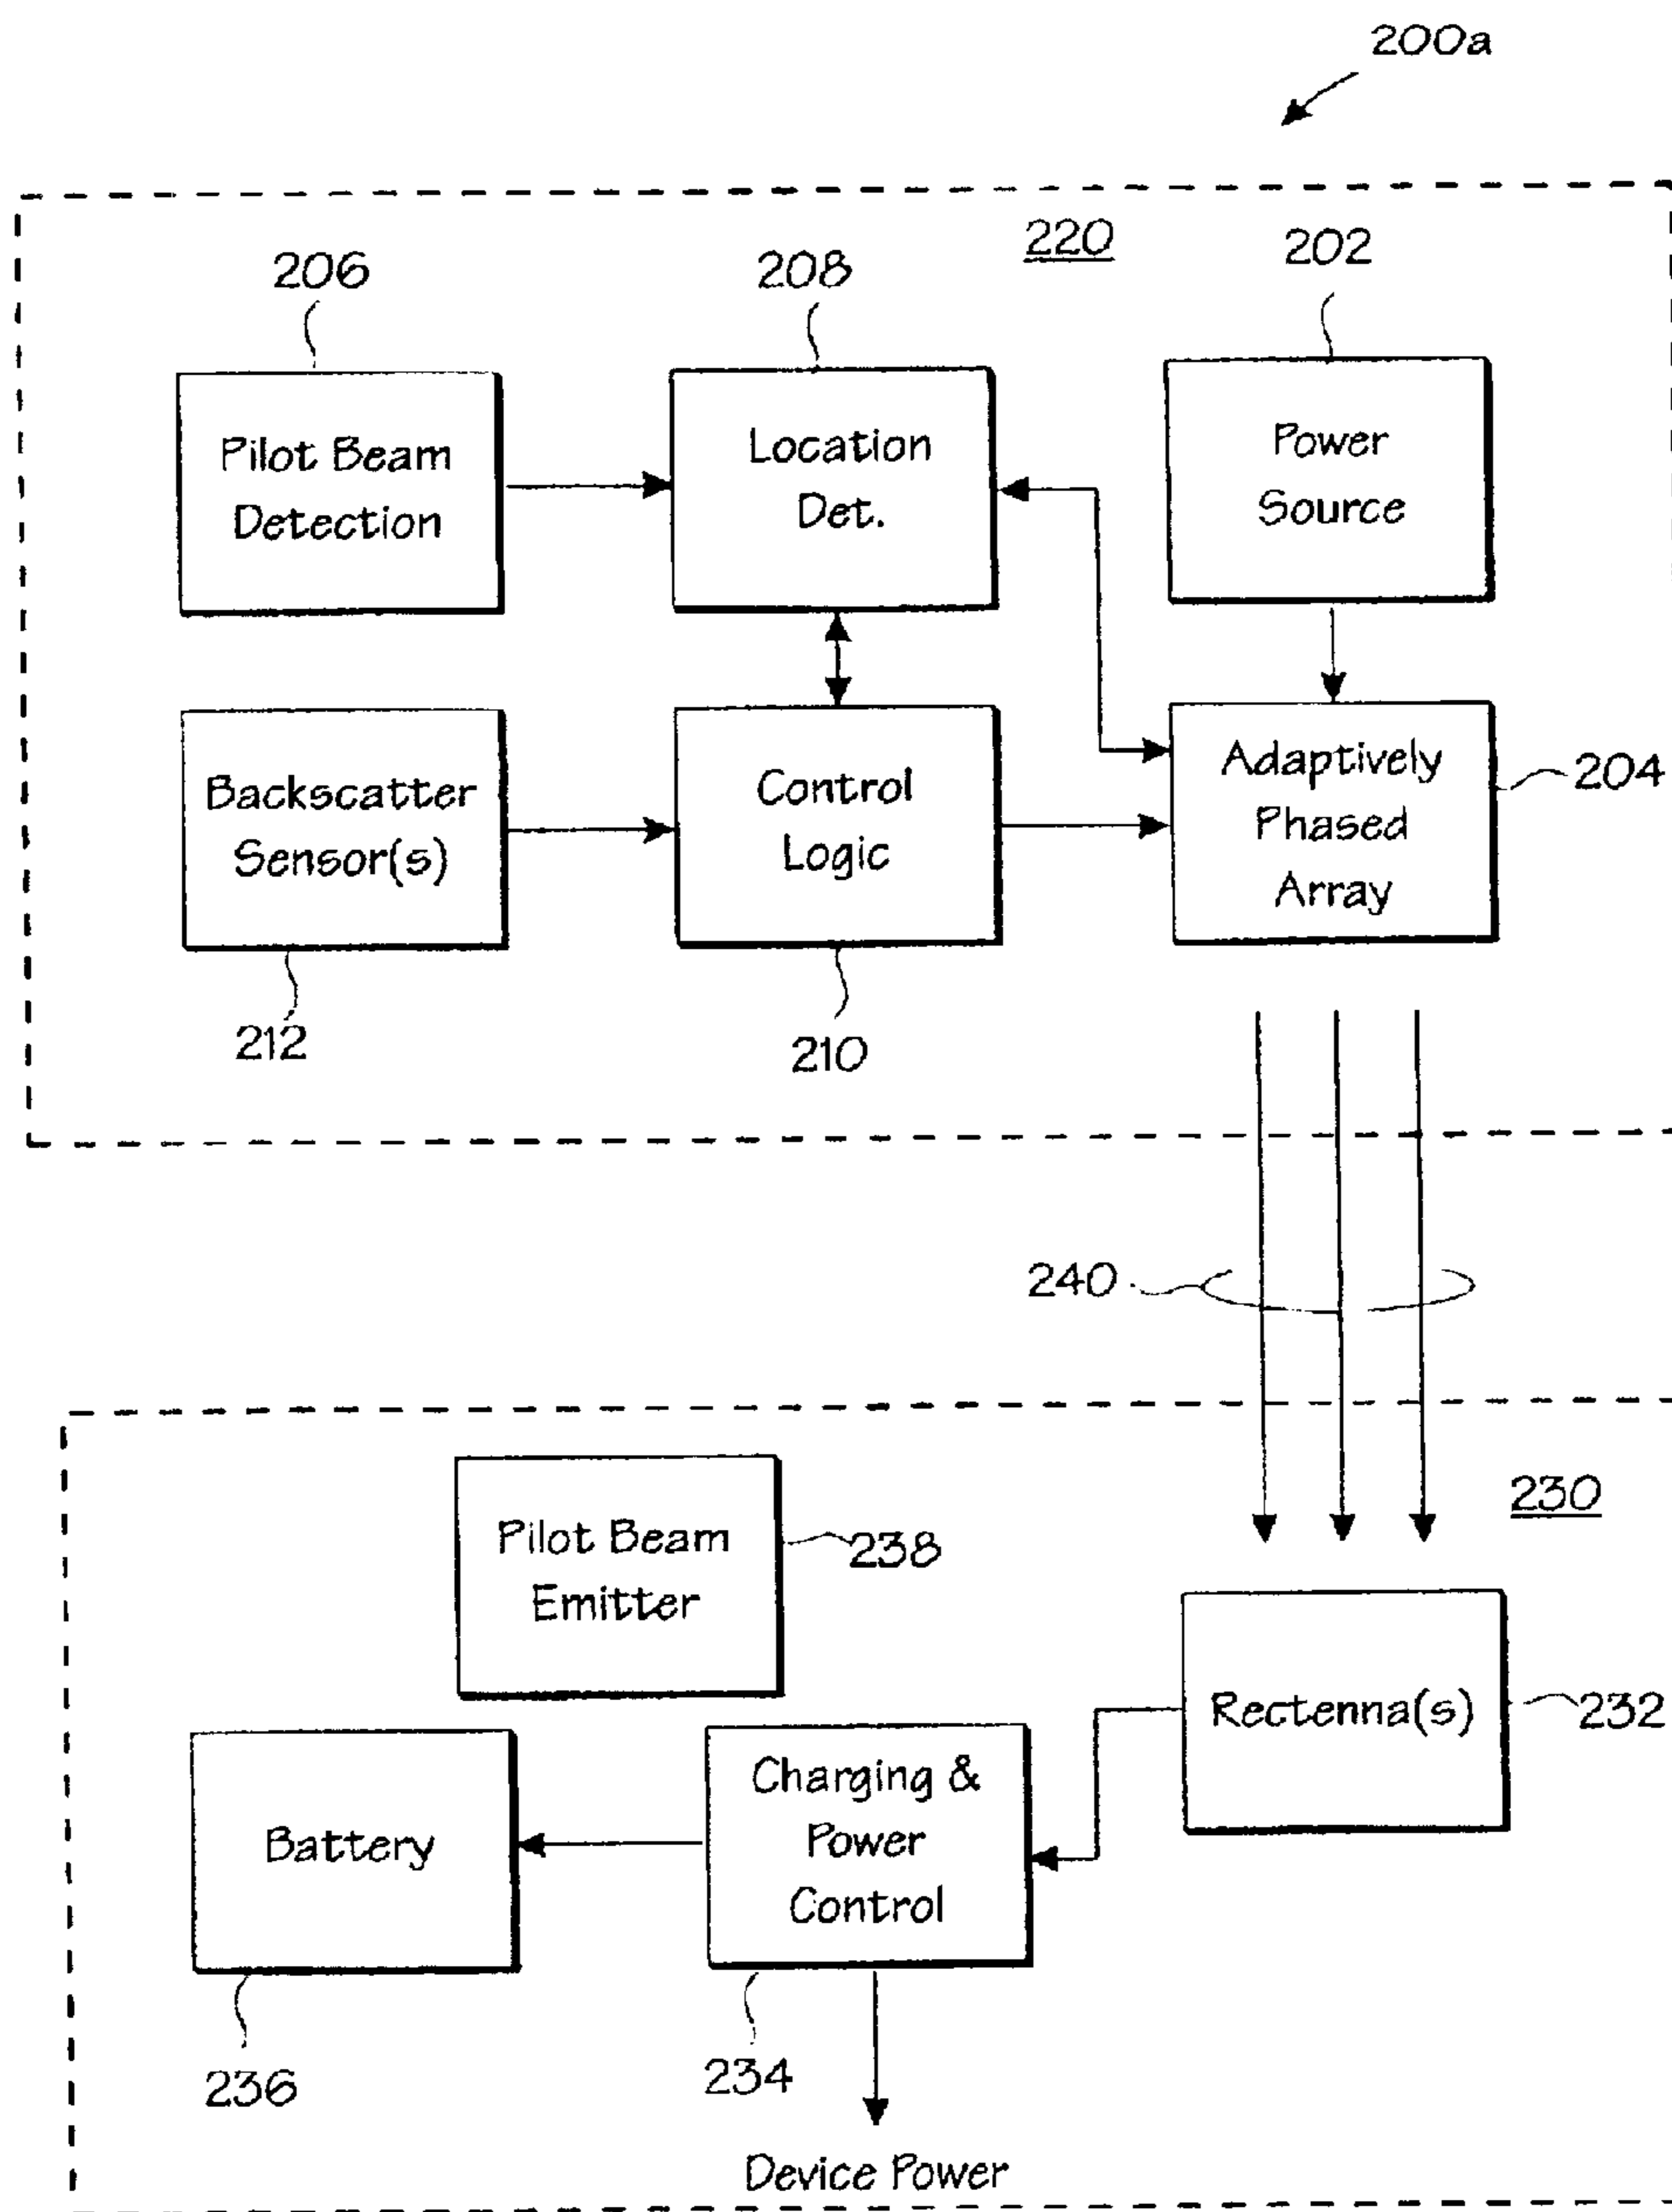 200a
220
202
206
208
Pilot Beam
Detection
Location
Det.
Power
Source
Backscatter
Sensor(s)
Control
Logic
Adaptively
Phased
Array
204
212
210
240
230
Pilot Beam
Emitter
238
Rectenna(s)
232
Charging &
Power
Control
Battery
236
234
Device Power